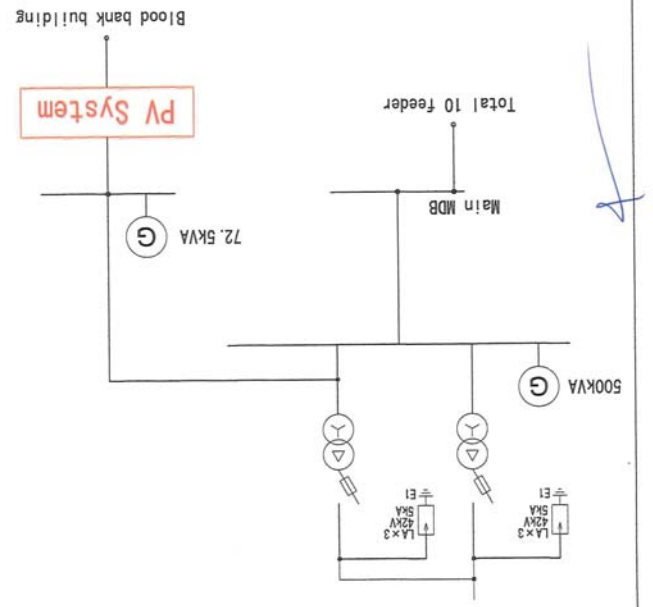 LA×3
42kV
5kA
E1
LA×3
42kV
5kA
E1
500kVA
G
Main MDB
Total 10 feeder
72.5kVA
G
PV System
Blood bank building